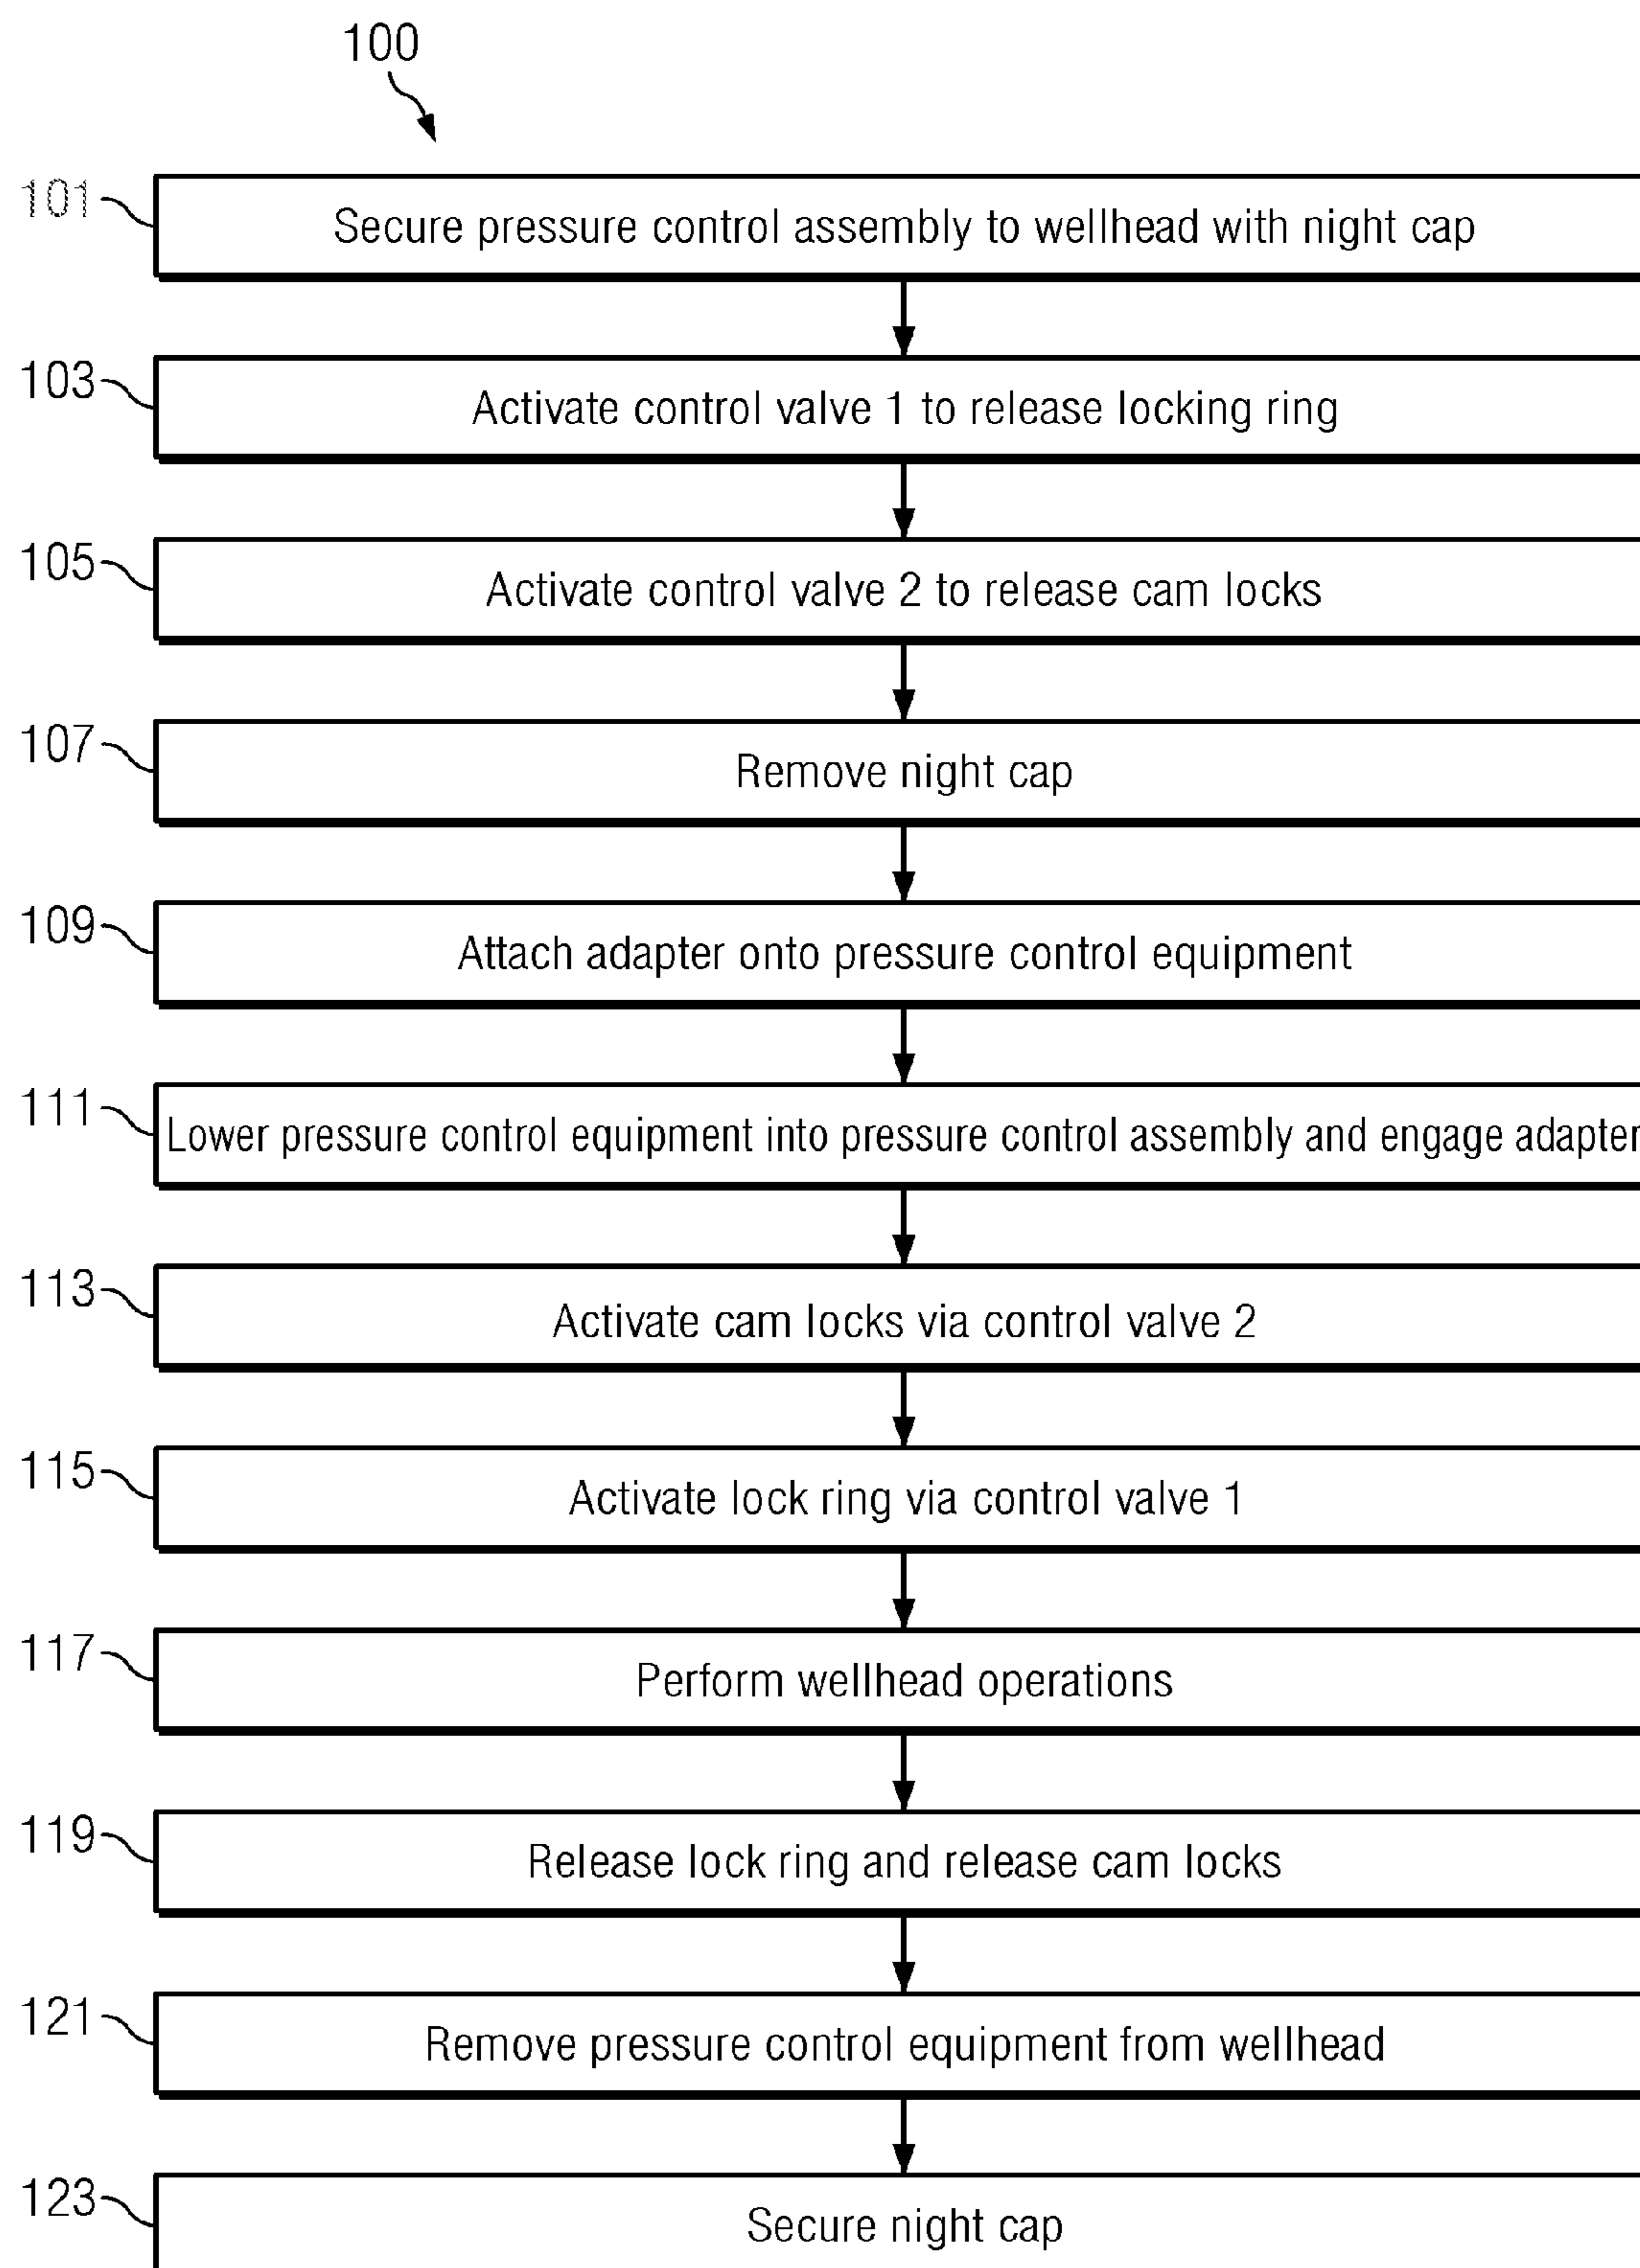 100
101
Secure pressure control assembly to wellhead with night cap
103
Activate control valve 1 to release locking ring
105
Activate control valve 2 to release cam locks
107
Remove night cap
109
Attach adapter onto pressure control equipment
111
Lower pressure control equipment into pressure control assembly and engage adapter
113
Activate cam locks via control valve 2
115
Activate lock ring via control valve 1
117
Perform wellhead operations
119
Release lock ring and release cam locks
121
Remove pressure control equipment from wellhead
123
Secure night cap